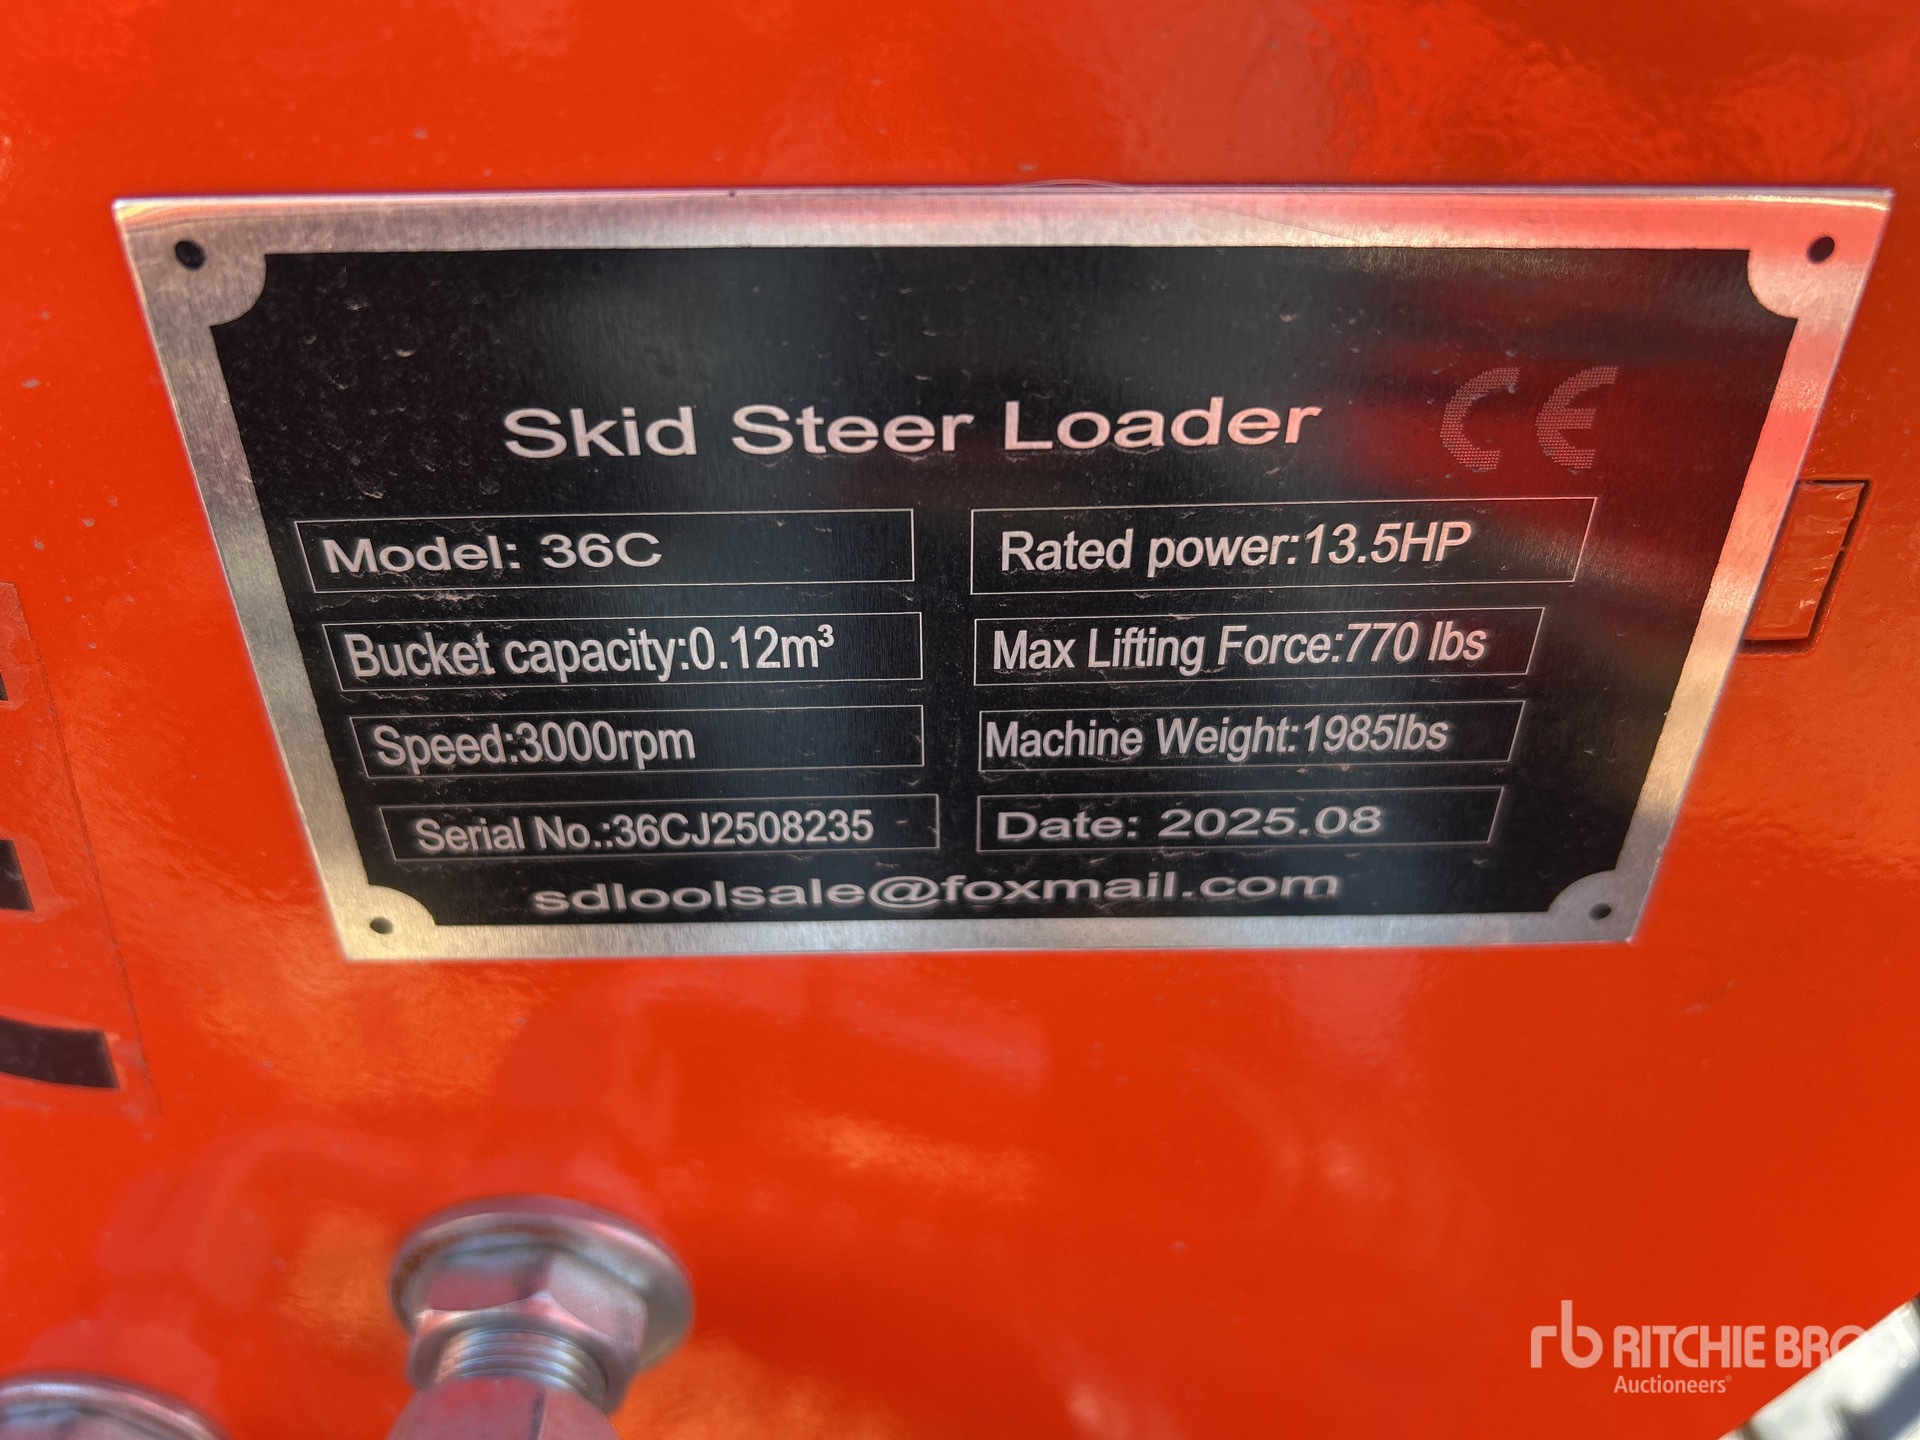 Skid Steer Loader CE
Model: 36C
Rated power:13.5HP
Bucket capacity:0.12m³
Max Lifting Force:770 lbs
Speed:3000rpm
Machine Weight:1985lbs
Serial No.:36CJ2508235
Date: 2025.08
sdloolsale@foxmail.com
rb RITCHIE BROS.
Auctioneers®